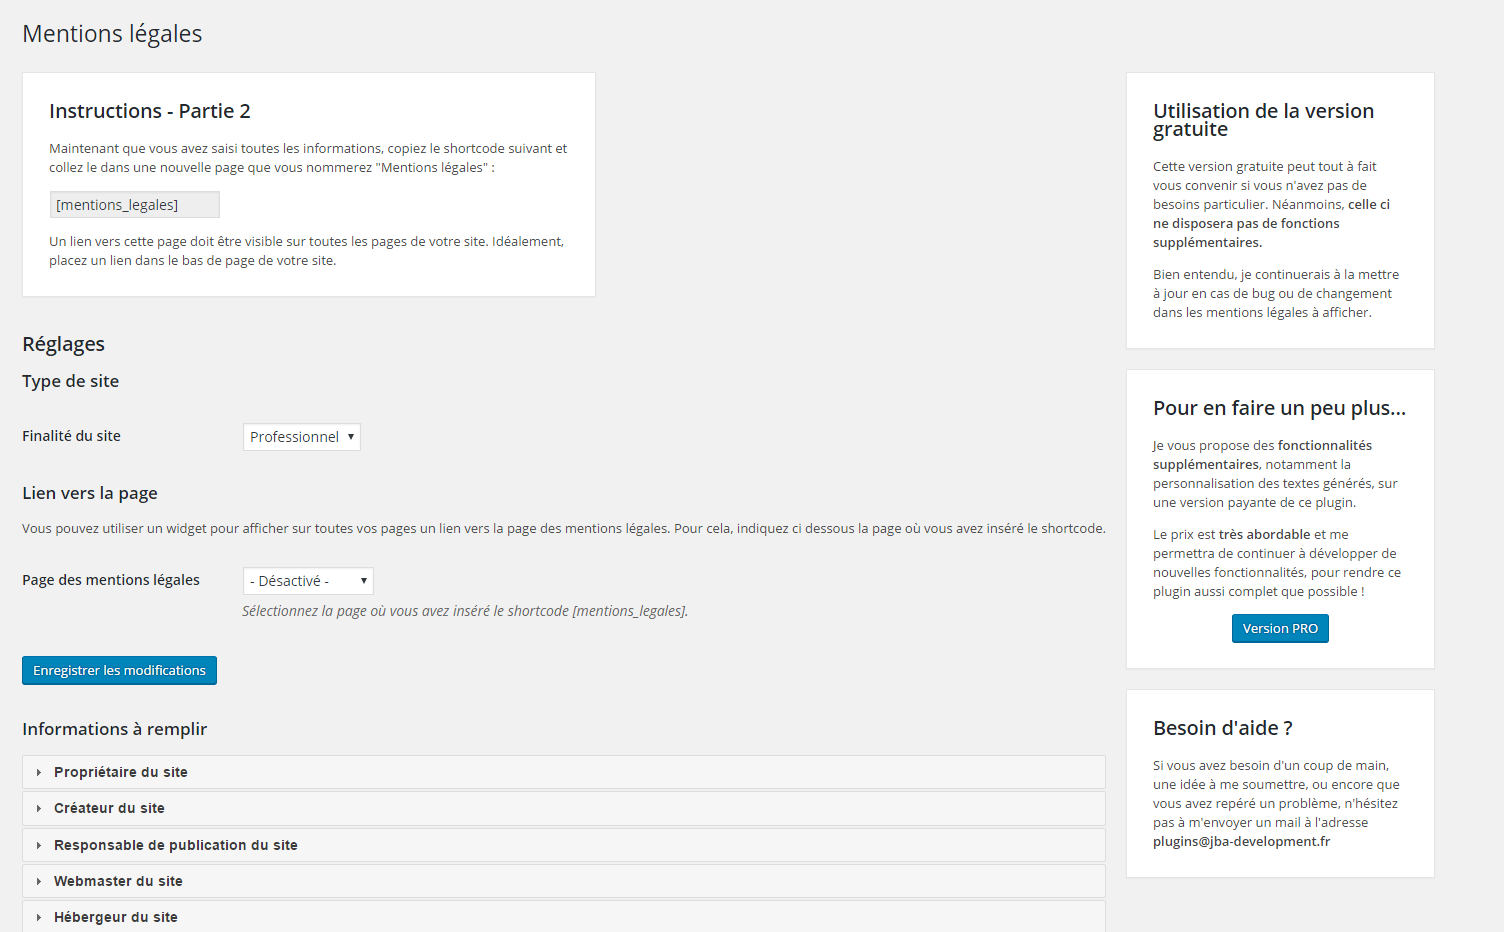 Mentions légales
Instructions - Partie 2
Maintenant que vous avez saisi toutes les informations, copiez le shortcode suivant et
collez le dans une nouvelle page que vous nommerez "Mentions légales" :
[mentions_legales]
Un lien vers cette page doit être visible sur toutes les pages de votre site. Idéalement,
placez un lien dans le bas de page de votre site.
Réglages
Type de site
Finalité du site
Professionnel
Lien vers la page
Vous pouvez utiliser un widget pour afficher sur toutes vos pages un lien vers la page des mentions légales. Pour cela, indiquez ci dessous la page où vous avez inséré le shortcode.
Page des mentions légales
- Désactivé -
Sélectionnez la page où vous avez inséré le shortcode [mentions_legales].
Enregistrer les modifications
Informations à remplir
Propriétaire du site
Créateur du site
Responsable de publication du site
Webmaster du site
Hébergeur du site
Utilisation de la version
gratuite
Cette version gratuite peut tout à fait
vous convenir si vous n'avez pas de
besoins particulier. Néanmoins, celle ci
ne disposera pas de fonctions
supplémentaires.
Bien entendu, je continuerais à la mettre
à jour en cas de bug ou de changement
dans les mentions légales à afficher.
Pour en faire un peu plus...
Je vous propose des fonctionnalités
supplémentaires, notamment la
personnalisation des textes générés, sur
une version payante de ce plugin.
Le prix est très abordable et me
permettra de continuer à développer de
nouvelles fonctionnalités, pour rendre ce
plugin aussi complet que possible !
Version PRO
Besoin d'aide ?
Si vous avez besoin d'un coup de main,
une idée à me soumettre, ou encore que
vous avez repéré un problème, n'hésitez
pas à m'envoyer un mail à l'adresse
plugins@jba-development.fr